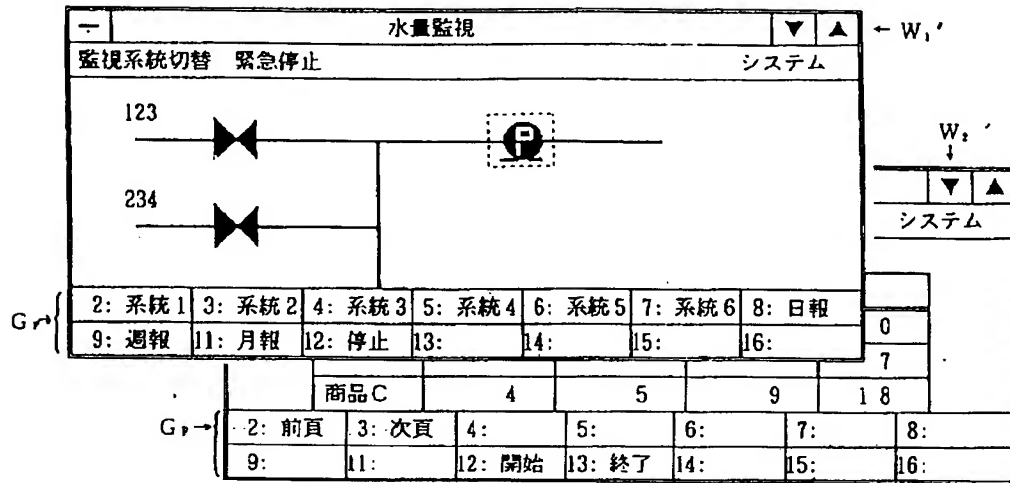 水量監視 ▼ ▲ ← W₁′
監視系統切替 緊急停止 システム
123
W₂′
↓
▼ ▲
234
システム
2: 系統1 3: 系統2 4: 系統3 5: 系統4 6: 系統5 7: 系統6 8: 日報
0
9: 週報 11: 月報 12: 停止 13: 14: 15: 16:
7
商品C 4 5 9 18
2: 前頁 3: 次頁 4: 5: 6: 7: 8:
Gₚ→
9: 11: 12: 開始 13: 終了 14: 15: 16: